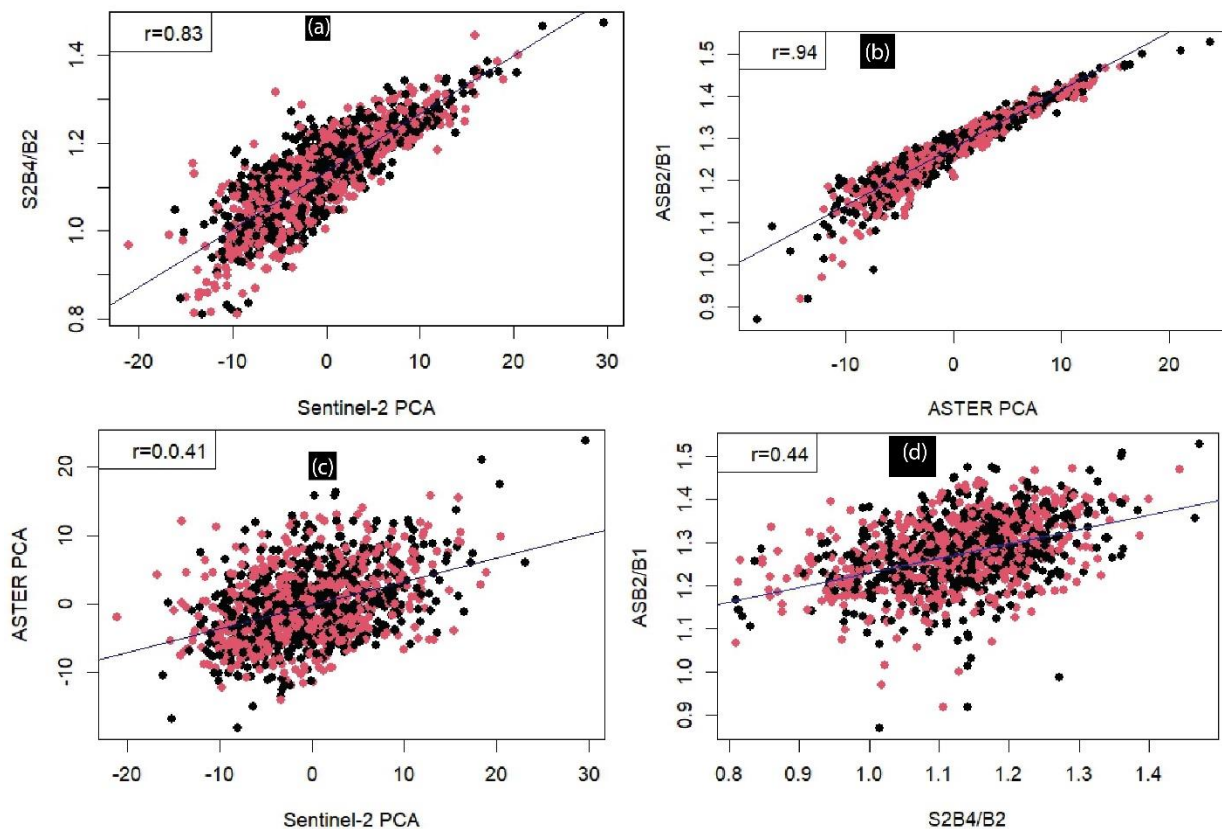 r=0.83
(a)
S2B4/B2
1.4
1.2
1.0
0.8
-20 -10 0 10 20 30
Sentinel-2 PCA
r=.94
(b)
ASB2/B1
1.5
1.4
1.3
1.2
1.1
1.0
0.9
-10 0 10 20
ASTER PCA
r=0.0.41
(c)
ASTER PCA
20
10
0
-10
-20 -10 0 10 20 30
Sentinel-2 PCA
r=0.44
(d)
ASB2/B1
1.5
1.4
1.3
1.2
1.1
1.0
0.9
0.8 0.9 1.0 1.1 1.2 1.3 1.4
S2B4/B2